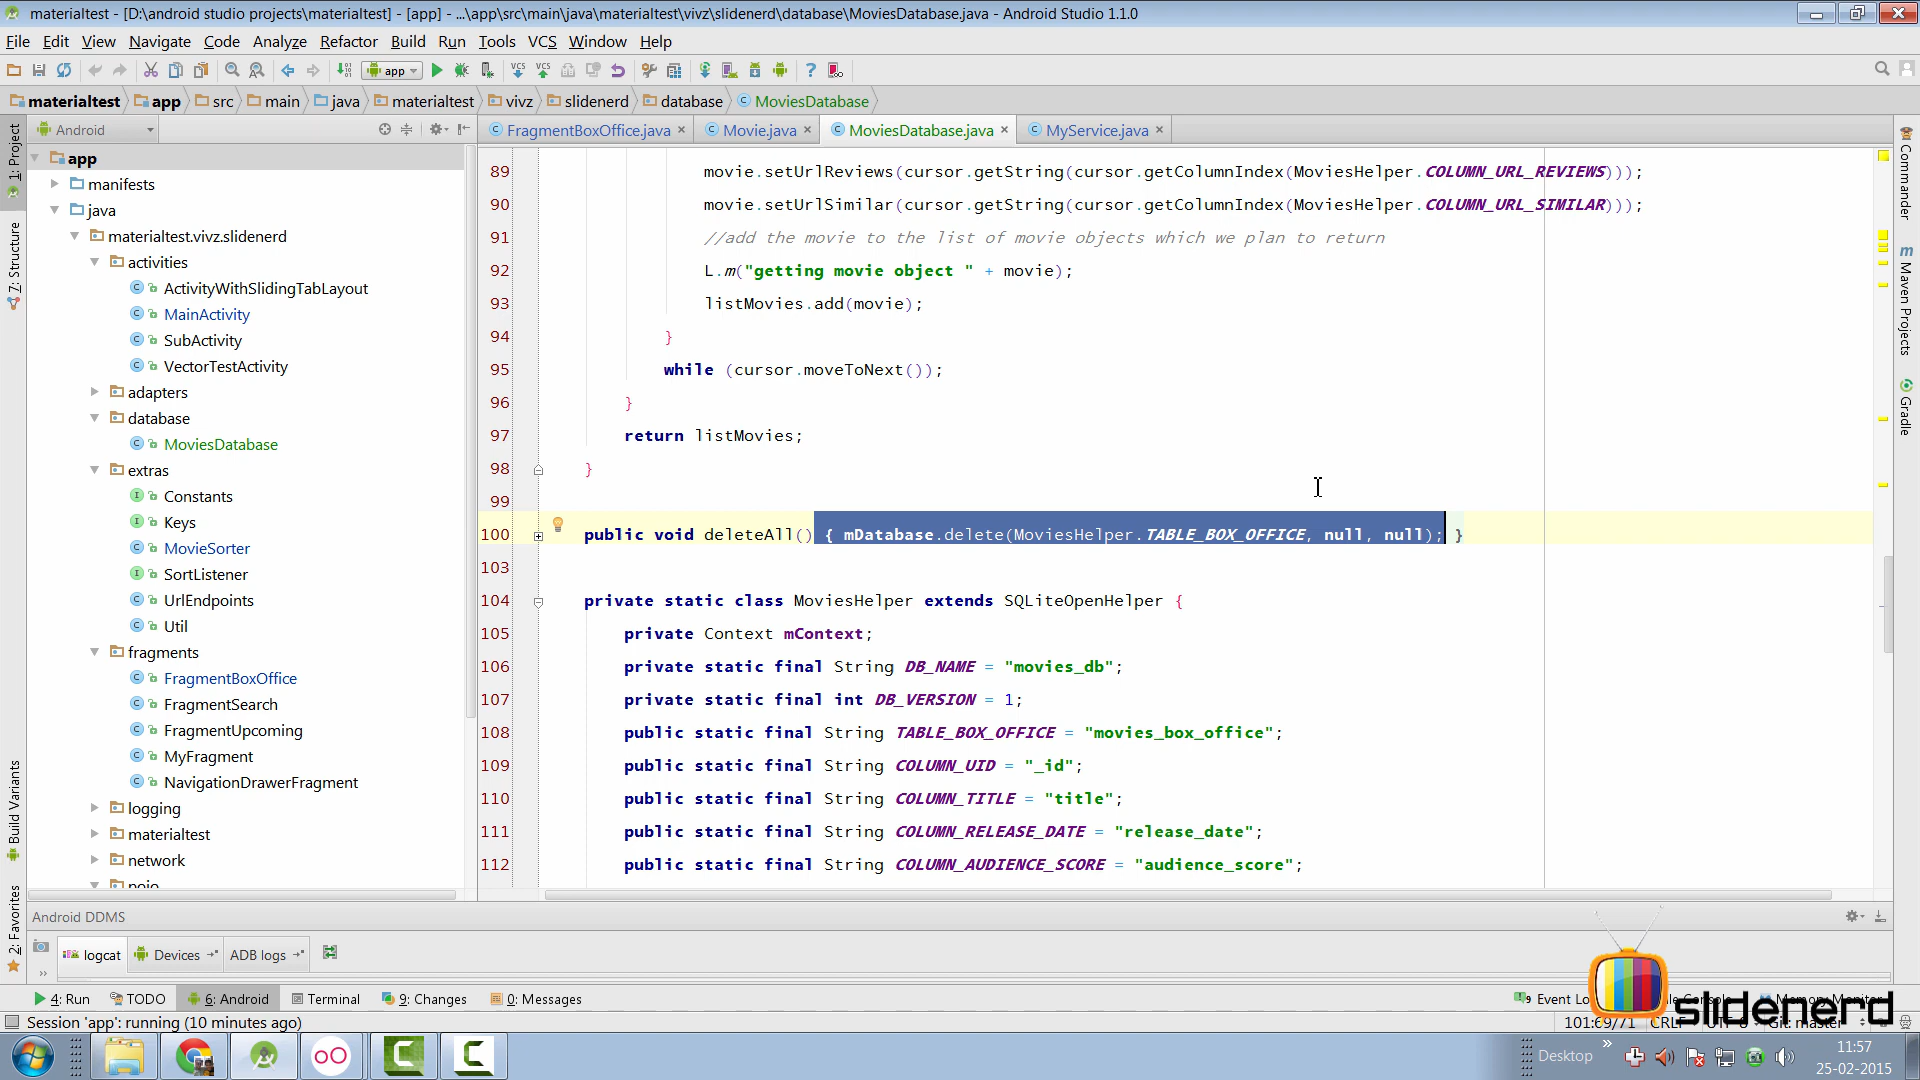 materialtest - [D:\android studio projects\materialtest] - [app] - ...\app\src\main\java\materialtest\vivz\slidenerd\database\MoviesDatabase.java - Android Studio 1.1.0
File Edit View Navigate Code Analyze Refactor Build Run Tools VCS Window Help
app
materialtest app src main java materialtest vivz slidenerd database MoviesDatabase
Android
FragmentBoxOffice.java Movie.java MoviesDatabase.java MyService.java
1: Project
7: Structure
Build Variants
2: Favorites
app
manifests
java
materialtest.vivz.slidenerd
activities
ActivityWithSlidingTabLayout
MainActivity
SubActivity
VectorTestActivity
adapters
database
MoviesDatabase
extras
Constants
Keys
MovieSorter
SortListener
UrlEndpoints
Util
fragments
FragmentBoxOffice
FragmentSearch
FragmentUpcoming
MyFragment
NavigationDrawerFragment
logging
materialtest
network
pojo
89 movie.setUrlReviews(cursor.getString(cursor.getColumnIndex(MoviesHelper.COLUMN_URL_REVIEWS)));
90 movie.setUrlSimilar(cursor.getString(cursor.getColumnIndex(MoviesHelper.COLUMN_URL_SIMILAR)));
91 //add the movie to the list of movie objects which we plan to return
92 L.m("getting movie object " + movie);
93 listMovies.add(movie);
94 }
95 while (cursor.moveToNext());
96 }
97 return listMovies;
98 }
99
100 public void deleteAll() { mDatabase.delete(MoviesHelper.TABLE_BOX_OFFICE, null, null); }
103
104 private static class MoviesHelper extends SQLiteOpenHelper {
105 private Context mContext;
106 private static final String DB_NAME = "movies_db";
107 private static final int DB_VERSION = 1;
108 public static final String TABLE_BOX_OFFICE = "movies_box_office";
109 public static final String COLUMN_UID = "_id";
110 public static final String COLUMN_TITLE = "title";
111 public static final String COLUMN_RELEASE_DATE = "release_date";
112 public static final String COLUMN_AUDIENCE_SCORE = "audience_score";
Commander
Maven Projects
Gradle
Android DDMS
logcat Devices ADB logs
4: Run TODO 6: Android Terminal 9: Changes 0: Messages Event Lo
slidenerd
Session 'app': running (10 minutes ago) 101:69/71 CRLF UTF-8 Git: master
Desktop
11:57
25-02-2015